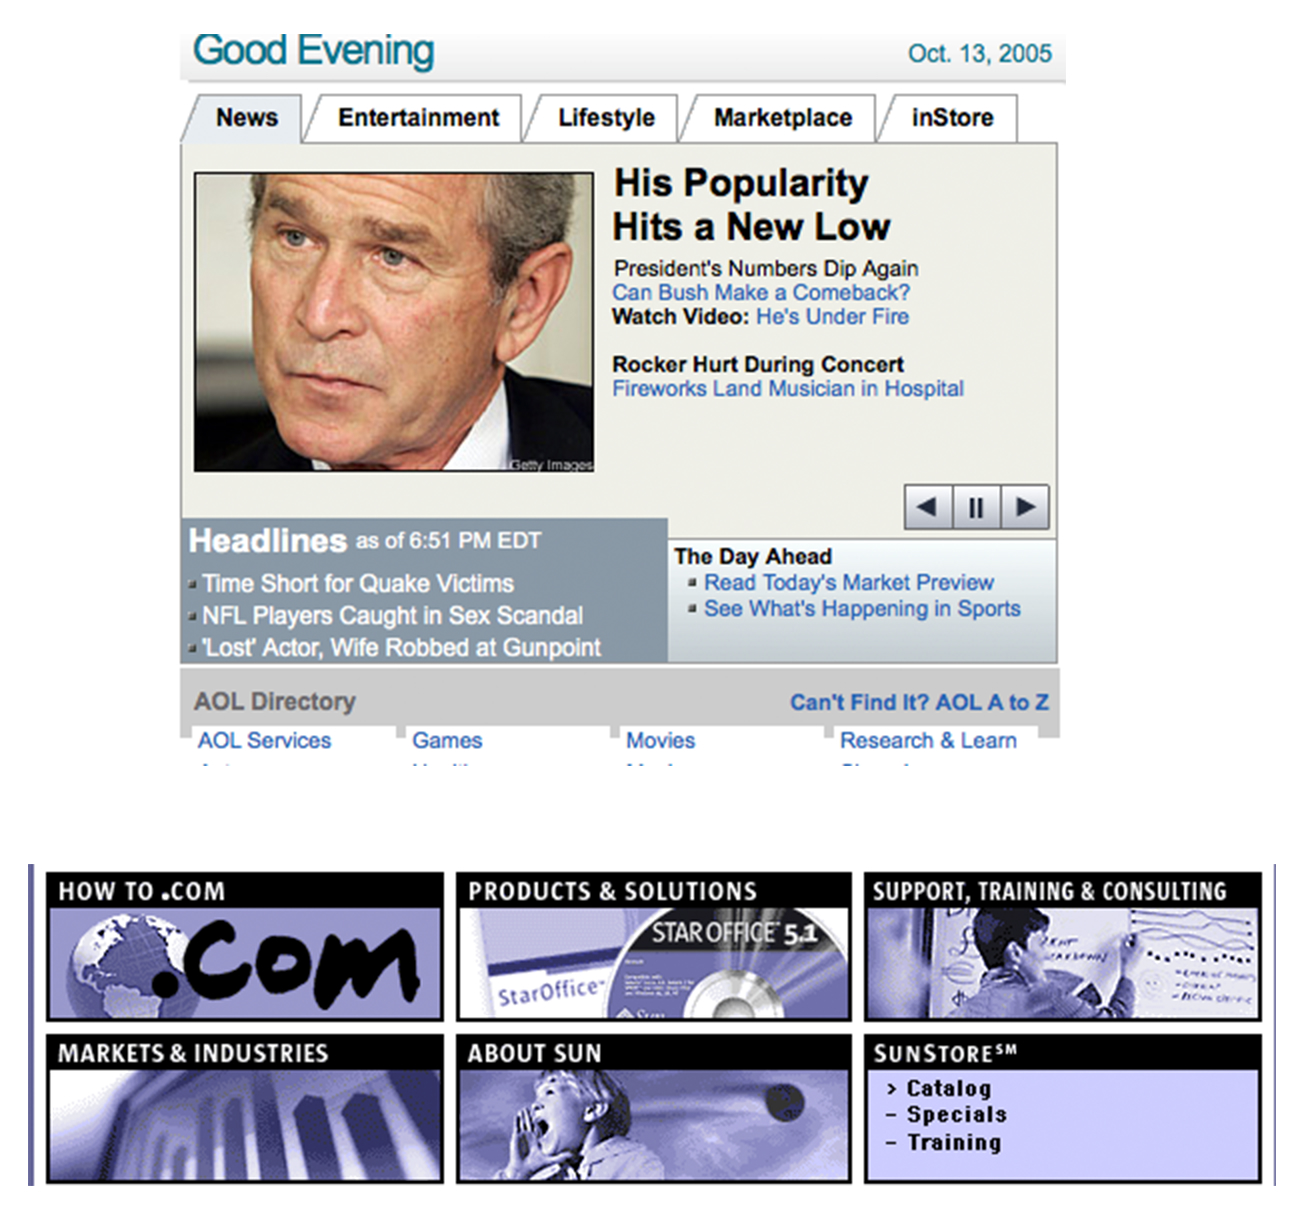 Good Evening
Oct. 13, 2005
News
Entertainment
Lifestyle
Marketplace
inStore
His Popularity
Hits a New Low
President's Numbers Dip Again
Can Bush Make a Comeback?
Watch Video: He's Under Fire
Rocker Hurt During Concert
Fireworks Land Musician in Hospital
Getty Images
Headlines as of 6:51 PM EDT
Time Short for Quake Victims
NFL Players Caught in Sex Scandal
'Lost' Actor, Wife Robbed at Gunpoint
The Day Ahead
Read Today's Market Preview
See What's Happening in Sports
AOL Directory
Can't Find It? AOL A to Z
AOL Services
Games
Movies
Research & Learn
HOW TO .COM
.com
PRODUCTS & SOLUTIONS
STAR OFFICE™ 5.1
StarOffice™
Sun
SUPPORT, TRAINING & CONSULTING
MARKETS & INDUSTRIES
ABOUT SUN
SUNSTORE℠
> Catalog
– Specials
– Training